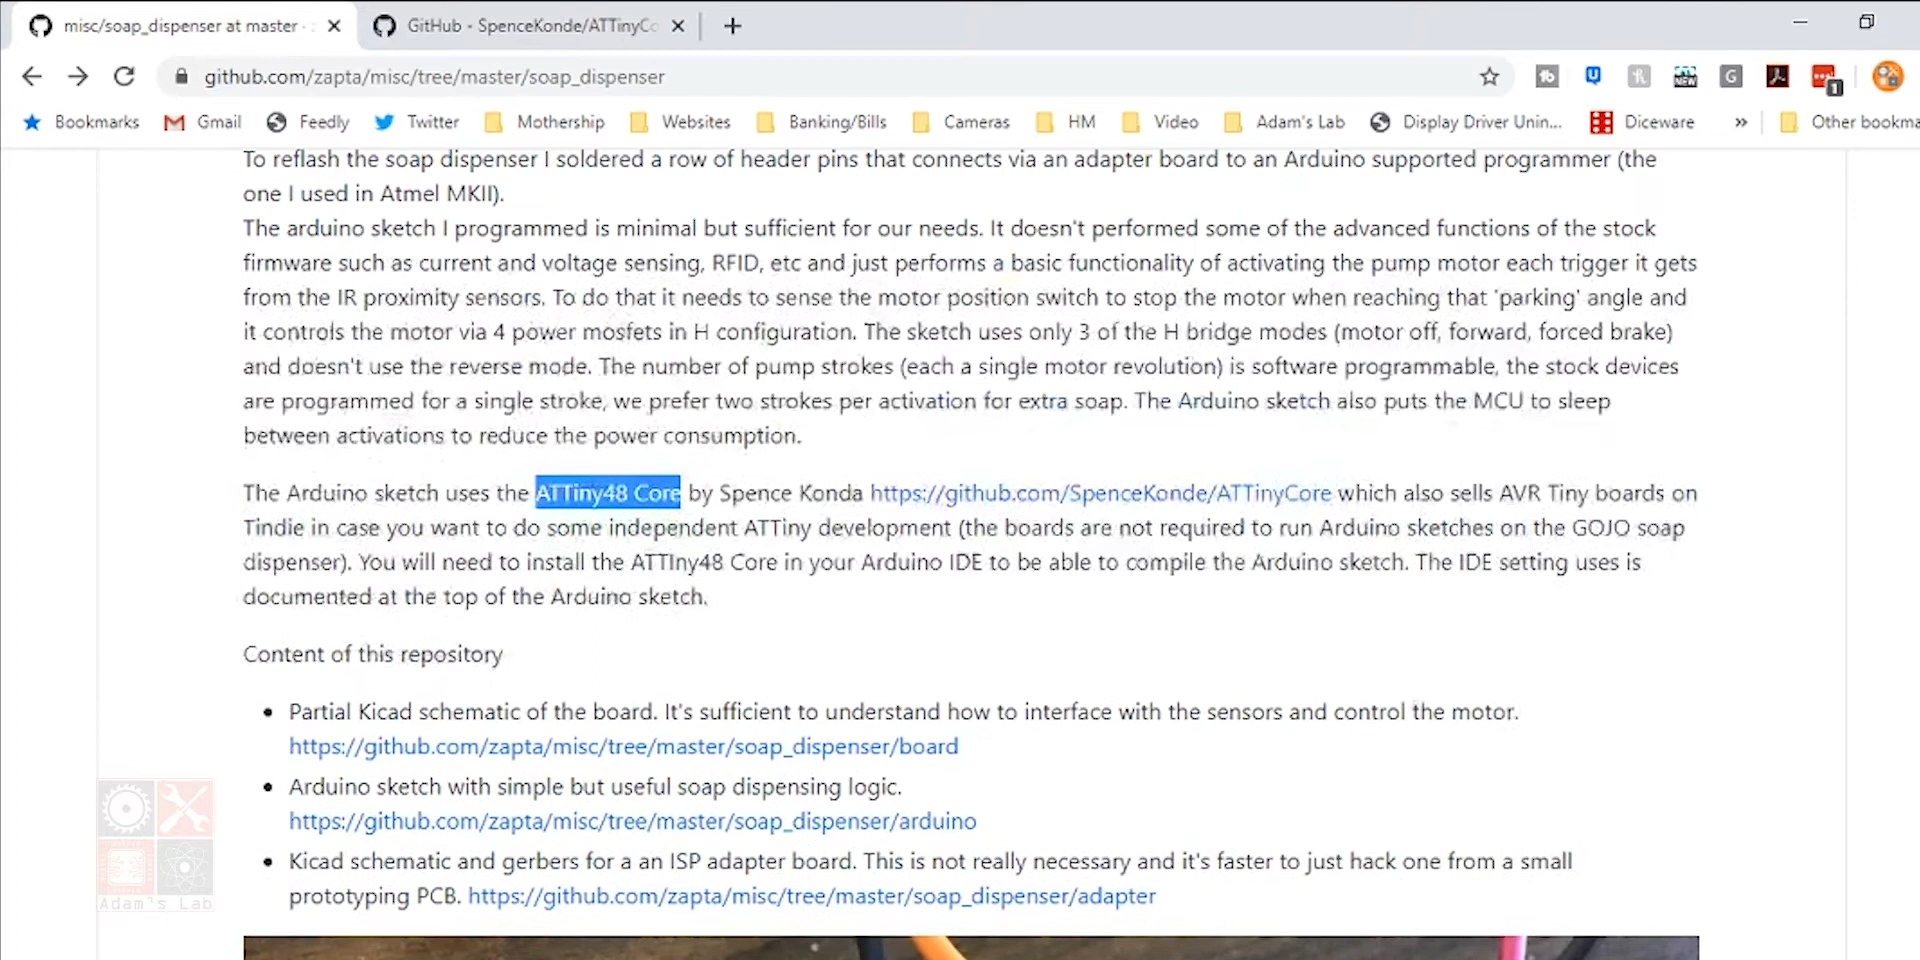 misc/soap_dispenser at master ·
GitHub - SpenceKonde/ATTinyCo
github.com/zapta/misc/tree/master/soap_dispenser
NEW
G
1
Bookmarks Gmail Feedly Twitter Mothership Websites Banking/Bills Cameras HM Video Adam's Lab Display Driver Unin... Diceware » Other bookma
To reflash the soap dispenser I soldered a row of header pins that connects via an adapter board to an Arduino supported programmer (the
one I used in Atmel MKII).
The arduino sketch I programmed is minimal but sufficient for our needs. It doesn't performed some of the advanced functions of the stock
firmware such as current and voltage sensing, RFID, etc and just performs a basic functionality of activating the pump motor each trigger it gets
from the IR proximity sensors. To do that it needs to sense the motor position switch to stop the motor when reaching that 'parking' angle and
it controls the motor via 4 power mosfets in H configuration. The sketch uses only 3 of the H bridge modes (motor off, forward, forced brake)
and doesn't use the reverse mode. The number of pump strokes (each a single motor revolution) is software programmable, the stock devices
are programmed for a single stroke, we prefer two strokes per activation for extra soap. The Arduino sketch also puts the MCU to sleep
between activations to reduce the power consumption.
The Arduino sketch uses the ATTiny48 Core by Spence Konda https://github.com/SpenceKonde/ATTinyCore which also sells AVR Tiny boards on
Tindie in case you want to do some independent ATTiny development (the boards are not required to run Arduino sketches on the GOJO soap
dispenser). You will need to install the ATTIny48 Core in your Arduino IDE to be able to compile the Arduino sketch. The IDE setting uses is
documented at the top of the Arduino sketch.
Content of this repository
• Partial Kicad schematic of the board. It's sufficient to understand how to interface with the sensors and control the motor.
https://github.com/zapta/misc/tree/master/soap_dispenser/board
• Arduino sketch with simple but useful soap dispensing logic.
https://github.com/zapta/misc/tree/master/soap_dispenser/arduino
• Kicad schematic and gerbers for a an ISP adapter board. This is not really necessary and it's faster to just hack one from a small
prototyping PCB. https://github.com/zapta/misc/tree/master/soap_dispenser/adapter
Adam's Lab